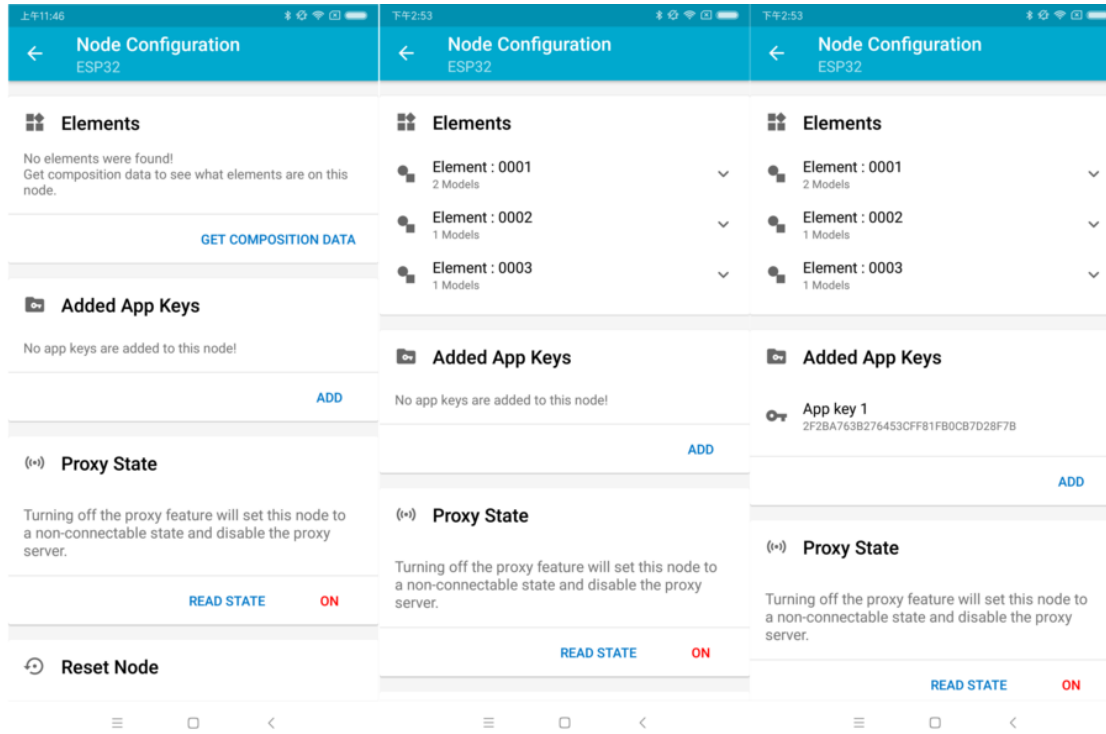 上午11:46
Node Configuration
ESP32
Elements
No elements were found!
Get composition data to see what elements are on this
node.
GET COMPOSITION DATA
Added App Keys
No app keys are added to this node!
ADD
Proxy State
Turning off the proxy feature will set this node to
a non-connectable state and disable the proxy
server.
READ STATE ON
Reset Node
下午2:53
Node Configuration
ESP32
Elements
Element : 0001
2 Models
Element : 0002
1 Models
Element : 0003
1 Models
Added App Keys
No app keys are added to this node!
ADD
Proxy State
Turning off the proxy feature will set this node to
a non-connectable state and disable the proxy
server.
READ STATE ON
下午2:53
Node Configuration
ESP32
Elements
Element : 0001
2 Models
Element : 0002
1 Models
Element : 0003
1 Models
Added App Keys
App key 1
2F2BA763B276453CFF81FB0CB7D28F7B
ADD
Proxy State
Turning off the proxy feature will set this node to
a non-connectable state and disable the proxy
server.
READ STATE ON